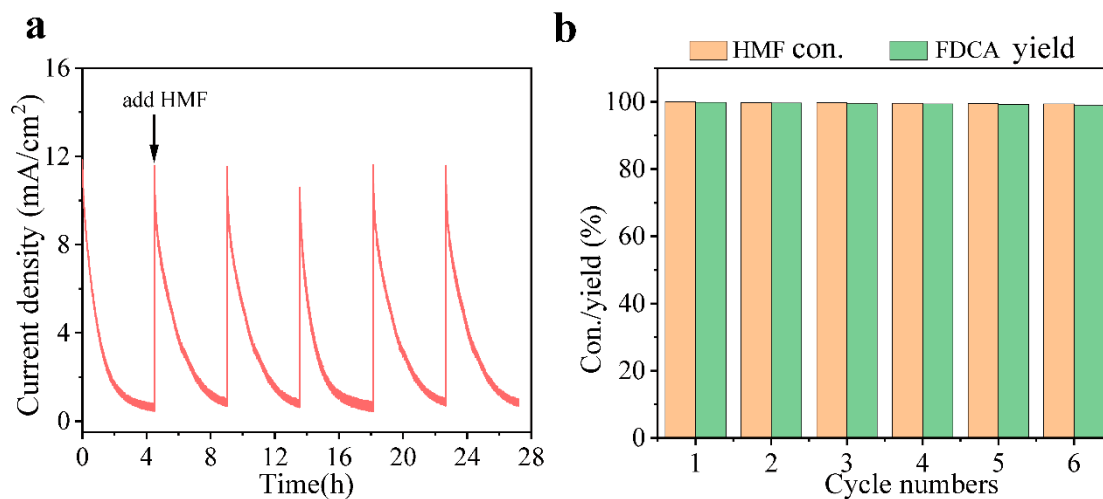 a
16
12
8
4
0
Current density (mA/cm²)
add HMF
0 4 8 12 16 20 24 28
Time(h)
b
HMF con. FDCA yield
100
80
60
40
20
0
Con./yield (%)
1 2 3 4 5 6
Cycle numbers